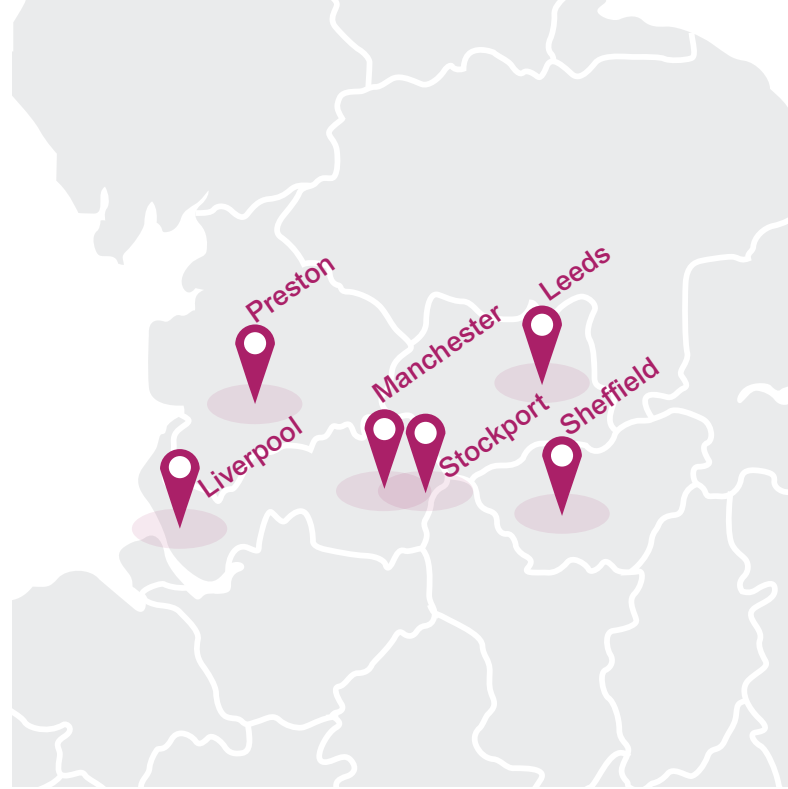 Leeds
Preston
Manchester
Sheffield
Stockport
Liverpool